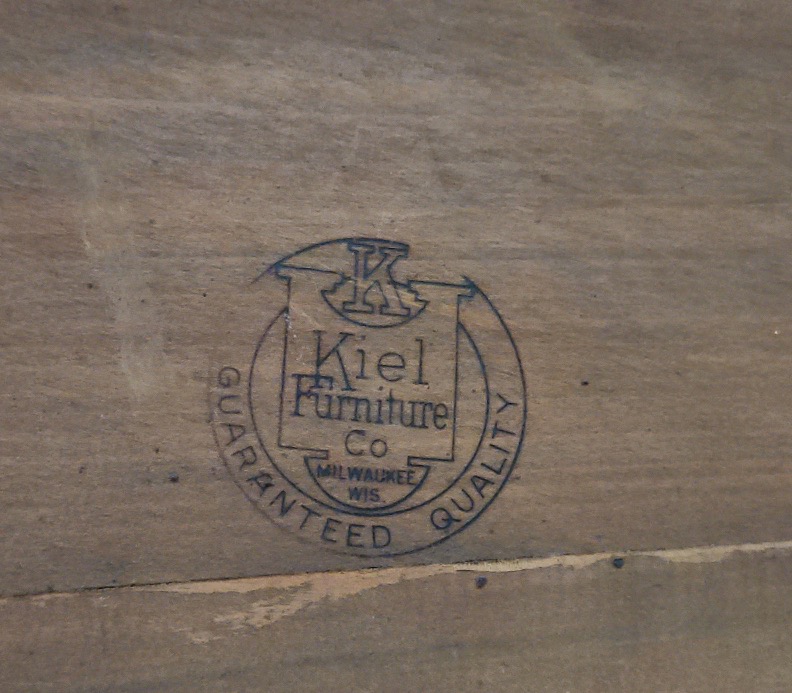 K
Kiel
Furniture
Co
MILWAUKEE
WIS.
GUARANTEED QUALITY